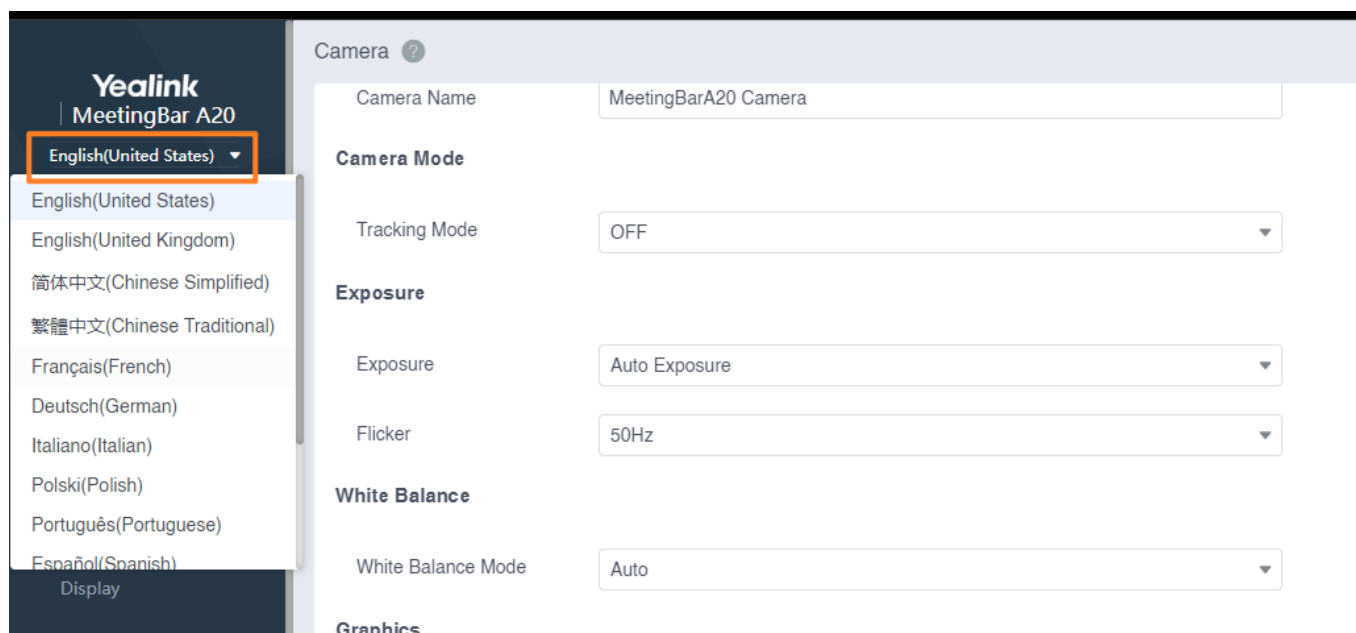 Yealink
MeetingBar A20
English(United States)
English(United States)
English(United Kingdom)
简体中文(Chinese Simplified)
繁體中文(Chinese Traditional)
Français(French)
Deutsch(German)
Italiano(Italian)
Polski(Polish)
Português(Portuguese)
Español(Spanish)
Display
Camera ?
Camera Name MeetingBarA20 Camera
Camera Mode
Tracking Mode OFF
Exposure
Exposure Auto Exposure
Flicker 50Hz
White Balance
White Balance Mode Auto
Graphics